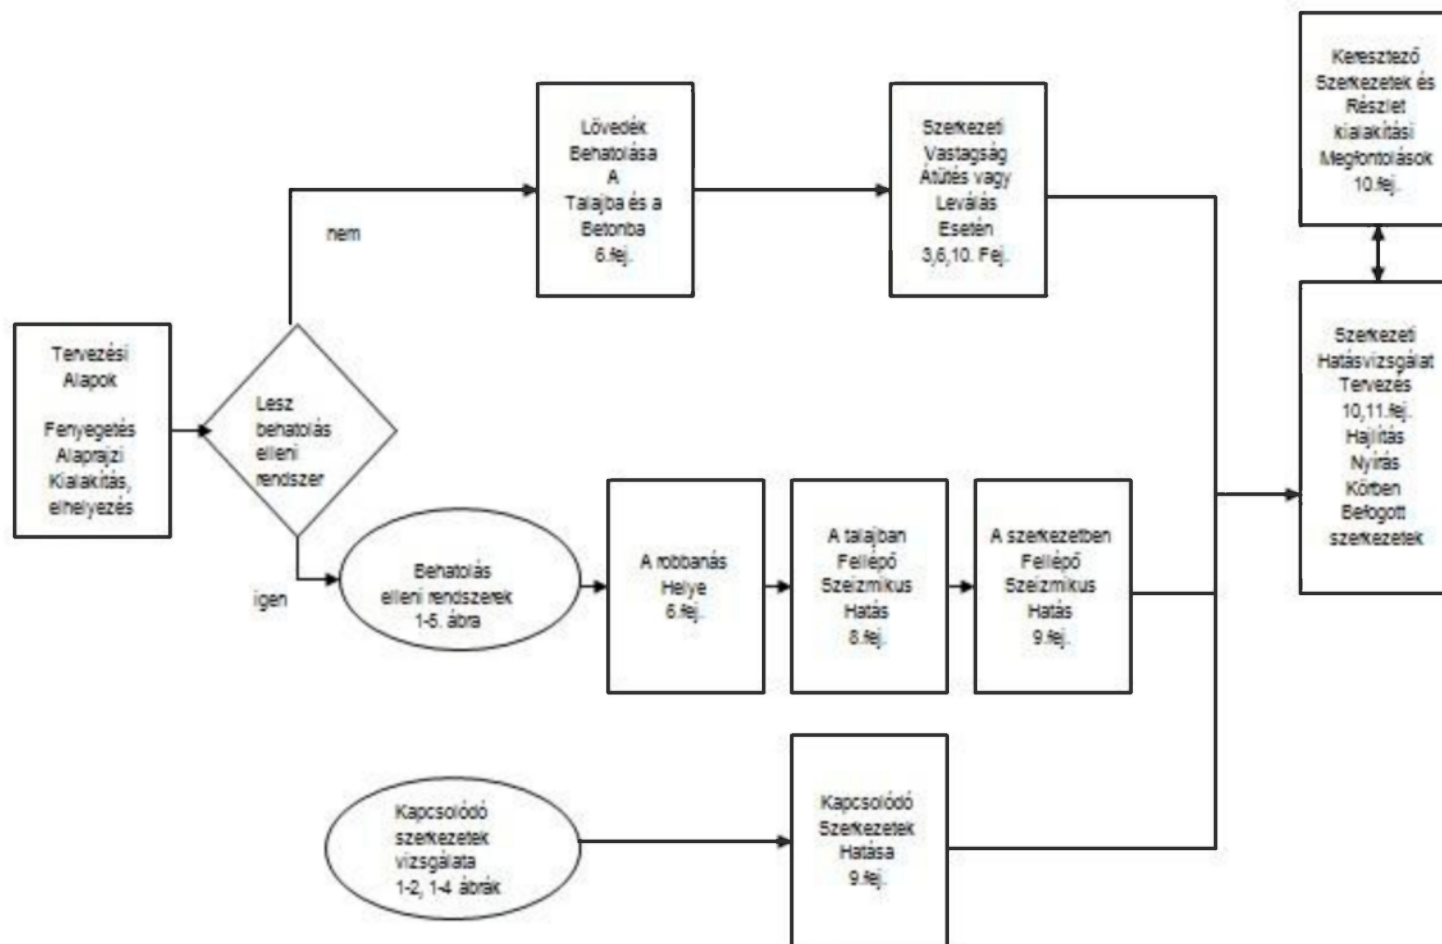 Tervezési
Alapok
Fenyegetés
Alaprajzi
Kialakítás,
elhelyezés
Lesz
behatolás
elleni
rendszer
nem
igen
Lövedék
Behatolása
A
Talajba és a
Betonba
6.fej.
Szerkezeti
Vastagság
Átütés vagy
Leválás
Esetén
3,6,10. Fej.
Behatolás
elleni rendszerek
1-5. ábra
A robbanás
Helye
6.fej.
A talajban
Fellépő
Szeizmikus
Hatás
8.fej.
A szerkezetben
Fellépő
Szeizmikus
Hatás
9.fej.
Kapcsolódó
szerkezetek
vizsgálata
1-2, 1-4 ábrák
Kapcsolódó
Szerkezetek
Hatása
9.fej.
Keresztező
Szerkezetek és
Részlet
kialakítási
Megfontolások
10.fej.
Szerkezeti
Hatásvizsgálat
Tervezés
10,11.fej.
Hajlítás
Nyírás
Körben
Befogott
szerkezetek